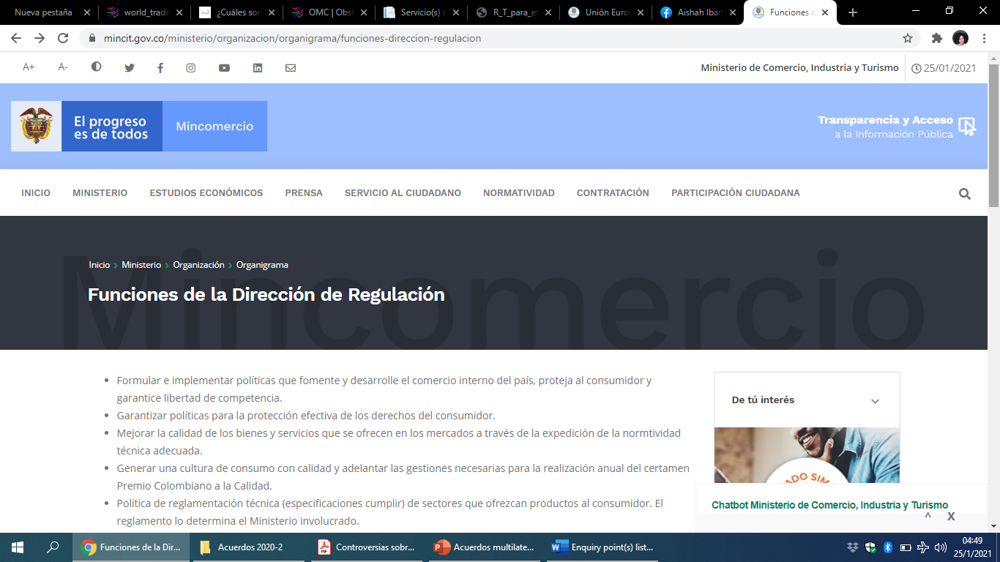 Nueva pestaña
world_trade
¿Cuáles son
OMC | Obst
Servicio(s) n
R_T_para_et
Unión Euro
Aishah Ibari
Funciones d
mincit.gov.co/ministerio/organizacion/organigrama/funciones-direccion-regulacion
A+ A-
Ministerio de Comercio, Industria y Turismo
25/01/2021
El progreso
es de todos
Mincomercio
Transparencia y Acceso
a la Información Pública
INICIO MINISTERIO ESTUDIOS ECONÓMICOS PRENSA SERVICIO AL CIUDADANO NORMATIVIDAD CONTRATACIÓN PARTICIPACIÓN CIUDADANA
Mincomercio
Inicio > Ministerio > Organización > Organigrama
Funciones de la Dirección de Regulación
• Formular e implementar políticas que fomente y desarrolle el comercio interno del país, proteja al consumidor y
garantice libertad de competencia.
• Garantizar políticas para la protección efectiva de los derechos del consumidor.
• Mejorar la calidad de los bienes y servicios que se ofrecen en los mercados a través de la expedición de la normtividad
técnica adecuada.
• Generar una cultura de consumo con calidad y adelantar las gestiones necesarias para la realización anual del certamen
Premio Colombiano a la Calidad.
• Política de reglamentación técnica (especificaciones cumplir) de sectores que ofrezcan productos al consumidor. El
reglamento lo determina el Ministerio involucrado.
De tú interés
ADO SIM
Chatbot Ministerio de Comercio, Industria y Turismo
^ X
Funciones de la Dir...
Acuerdos 2020-2
Controversias sobr...
Acuerdos multilate...
Enquiry point(s) list...
04:49
25/1/2021